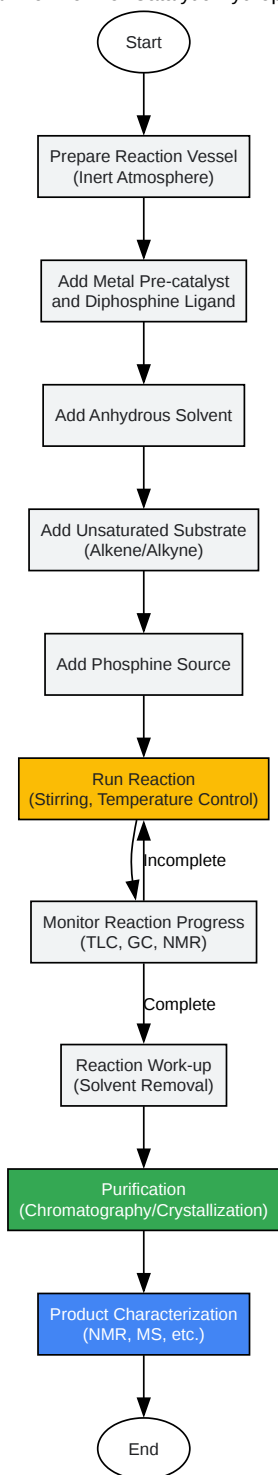 Start
Prepare Reaction Vessel
(Inert Atmosphere)
Add Metal Pre-catalyst
and Diphosphine Ligand
Add Anhydrous Solvent
Add Unsaturated Substrate
(Alkene/Alkyne)
Add Phosphine Source
Run Reaction
(Stirring, Temperature Control)
Incomplete
Monitor Reaction Progress
(TLC, GC, NMR)
Complete
Reaction Work-up
(Solvent Removal)
Purification
(Chromatography/Crystallization)
Product Characterization
(NMR, MS, etc.)
End